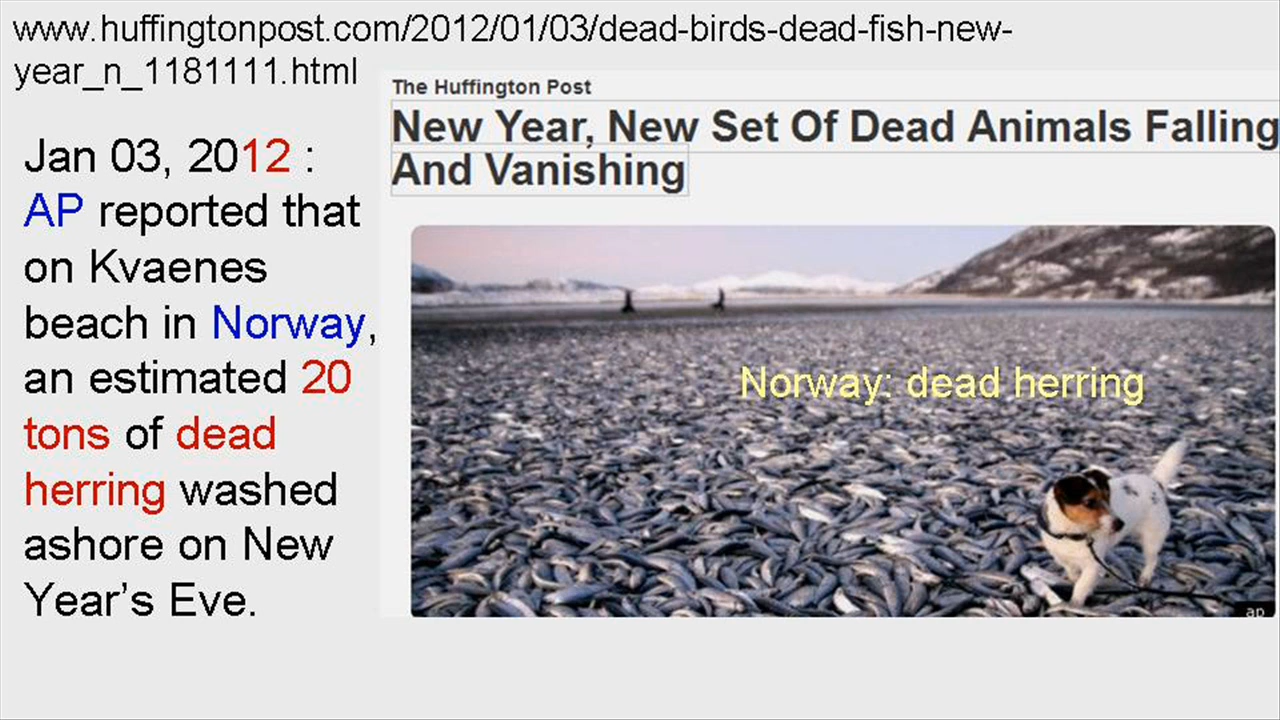 www.huffingtonpost.com/2012/01/03/dead-birds-dead-fish-new-
year_n_1181111.html
The Huffington Post
New Year, New Set Of Dead Animals Falling
And Vanishing
Jan 03, 2012 :
AP reported that
on Kvaenes
beach in Norway,
an estimated 20
tons of dead
herring washed
ashore on New
Year’s Eve.
Norway: dead herring
ap